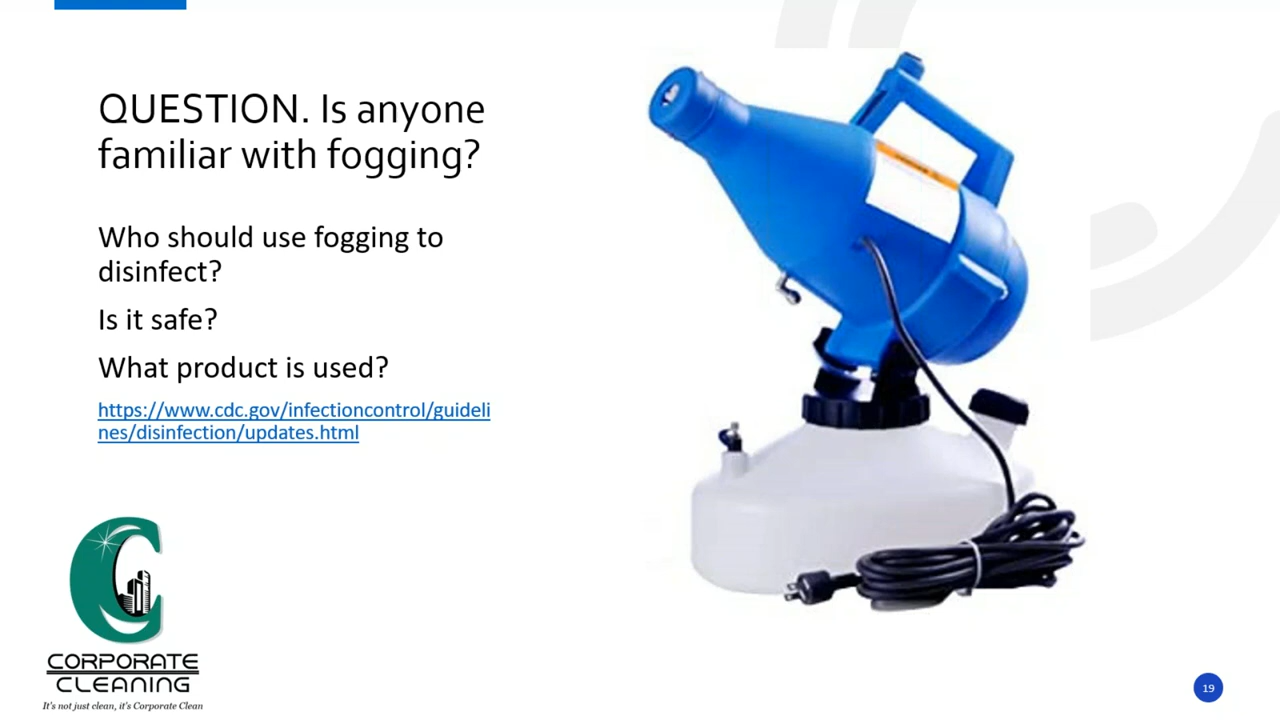 QUESTION. Is anyone
familiar with fogging?
Who should use fogging to
disinfect?
Is it safe?
What product is used?
https://www.cdc.gov/infectioncontrol/guideli
nes/disinfection/updates.html
CORPORATE
CLEANING
It's not just clean, it's Corporate Clean
19